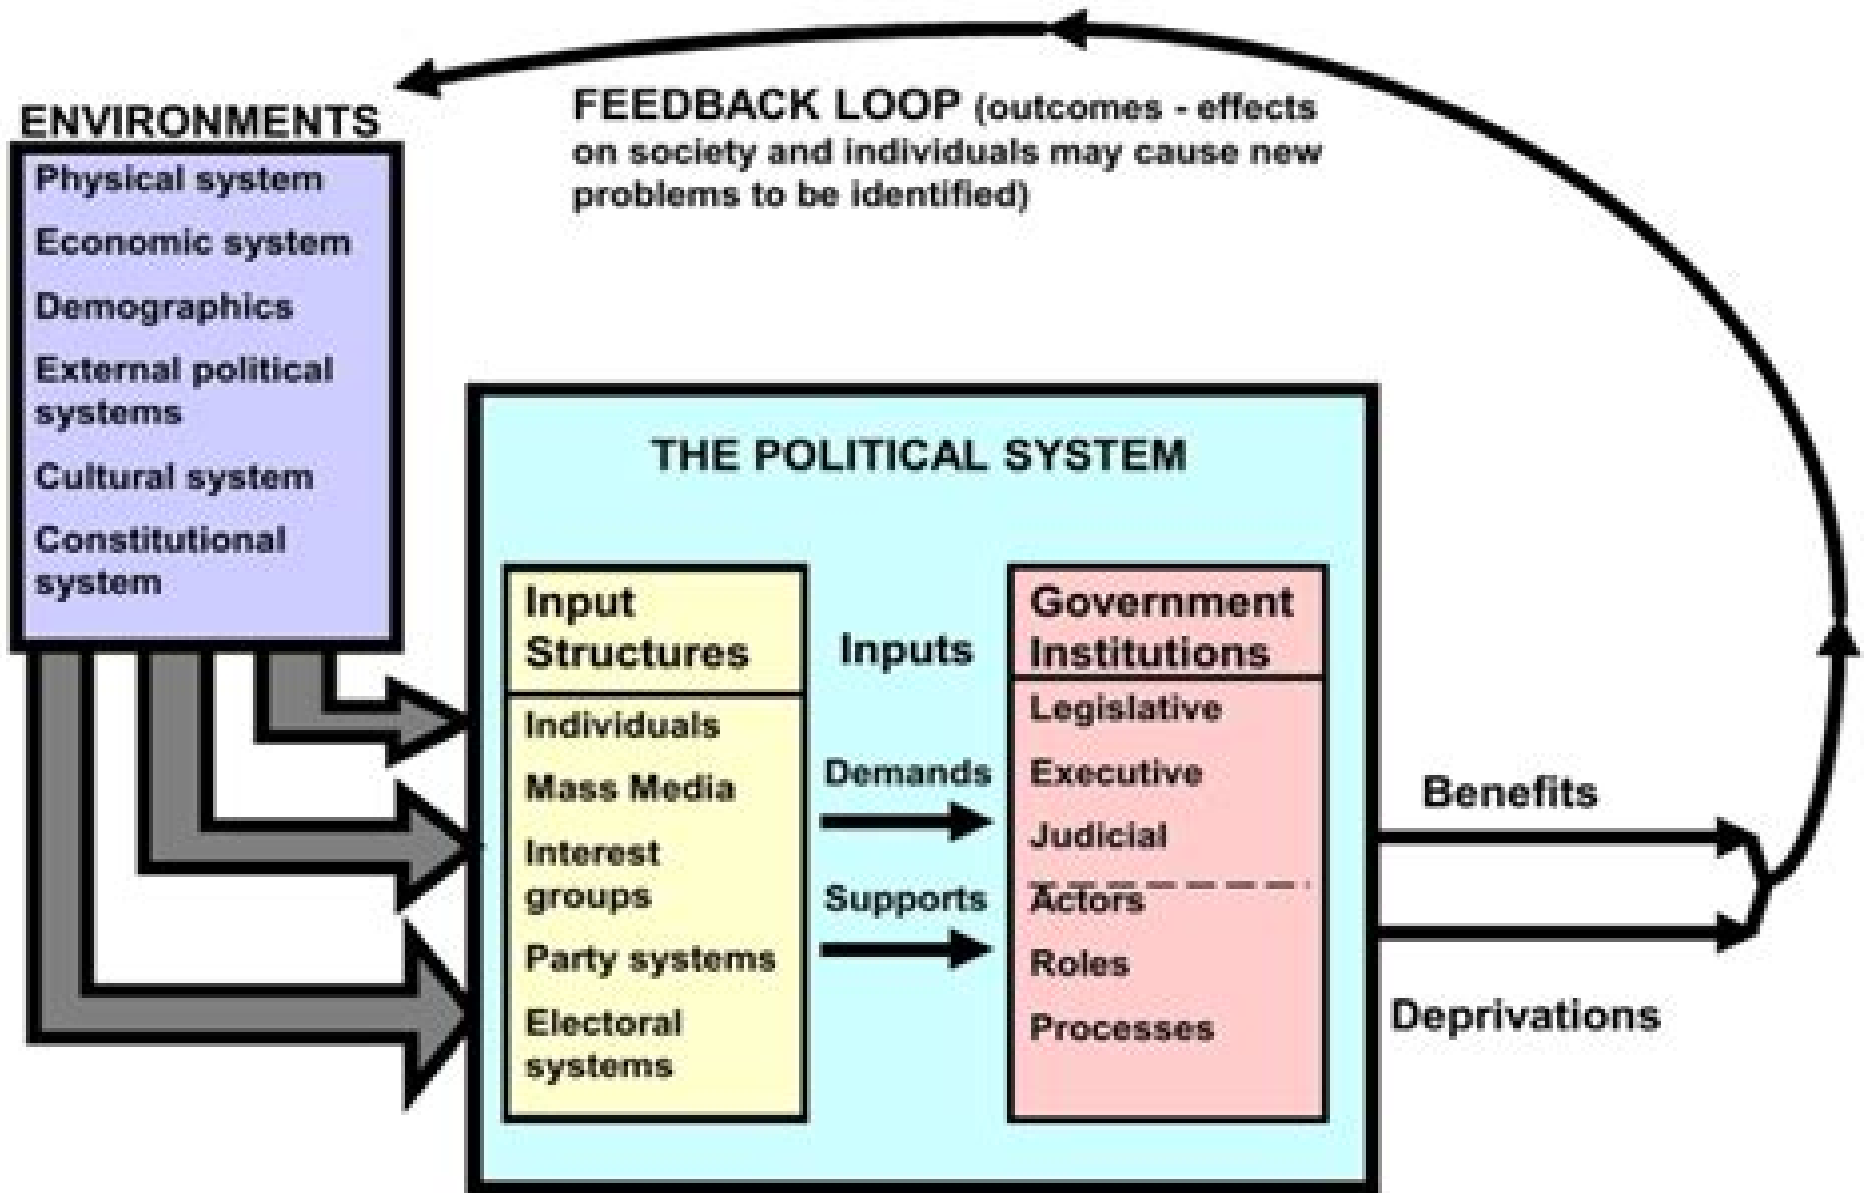 FEEDBACK LOOP (outcomes - effects
on society and individuals may cause new
problems to be identified)
ENVIRONMENTS
Physical system
Economic system
Demographics
External political
systems
Cultural system
Constitutional
system
THE POLITICAL SYSTEM
Input
Structures
Individuals
Mass Media
Interest
groups
Party systems
Electoral
systems
Inputs
Demands
Supports
Government
Institutions
Legislative
Executive
Judicial
Actors
Roles
Processes
Benefits
Deprivations